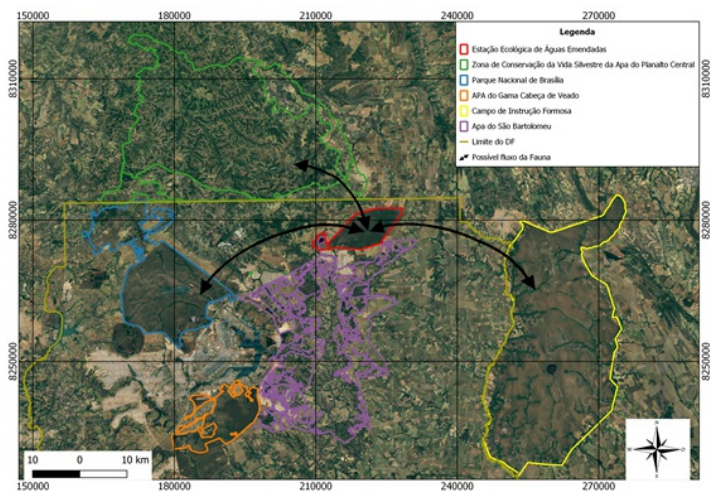 150000 180000 210000 240000 270000
Legenda
Estação Ecológica de Águas Emendadas
Zona de Conservação da Vida Silvestre da Apa do Planalto Central
Parque Nacional de Brasília
APA do Gama Cabeça de Veado
Campo de Instrução Formosa
Apa do São Bartolomeu
Limite do DF
Possível fluxo da Fauna
8310000 8310000
8280000 8280000
8250000 8250000
10 0 10 km
N
S
150000 180000 210000 240000 270000